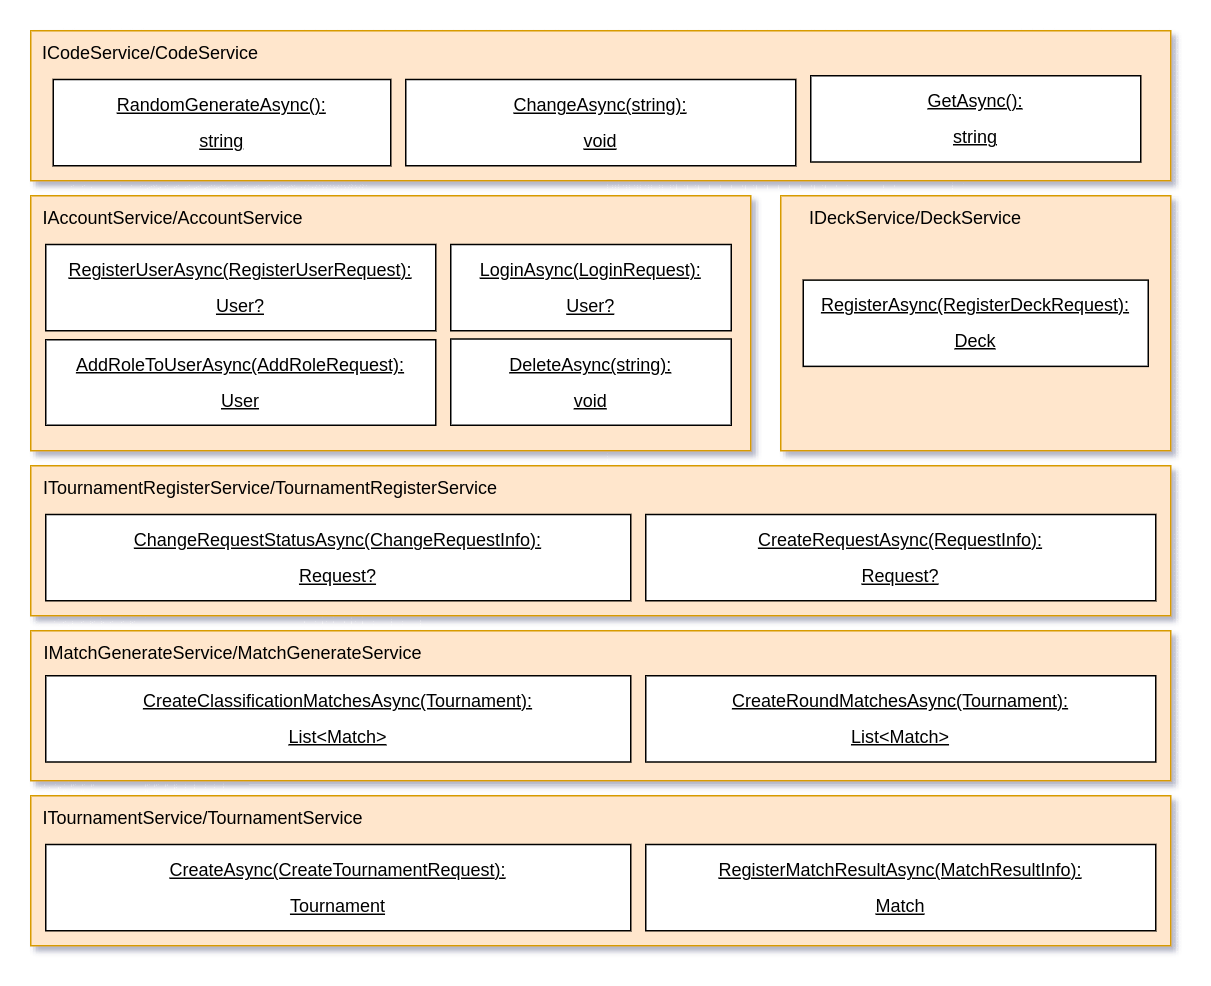 ICodeService/CodeService
RandomGenerateAsync():
string
ChangeAsync(string):
void
GetAsync():
string
IAccountService/AccountService
RegisterUserAsync(RegisterUserRequest):
User?
LoginAsync(LoginRequest):
User?
AddRoleToUserAsync(AddRoleRequest):
User
DeleteAsync(string):
void
IDeckService/DeckService
RegisterAsync(RegisterDeckRequest):
Deck
ITournamentRegisterService/TournamentRegisterService
ChangeRequestStatusAsync(ChangeRequestInfo):
Request?
CreateRequestAsync(RequestInfo):
Request?
IMatchGenerateService/MatchGenerateService
CreateClassificationMatchesAsync(Tournament):
List<Match>
CreateRoundMatchesAsync(Tournament):
List<Match>
ITournamentService/TournamentService
CreateAsync(CreateTournamentRequest):
Tournament
RegisterMatchResultAsync(MatchResultInfo):
Match